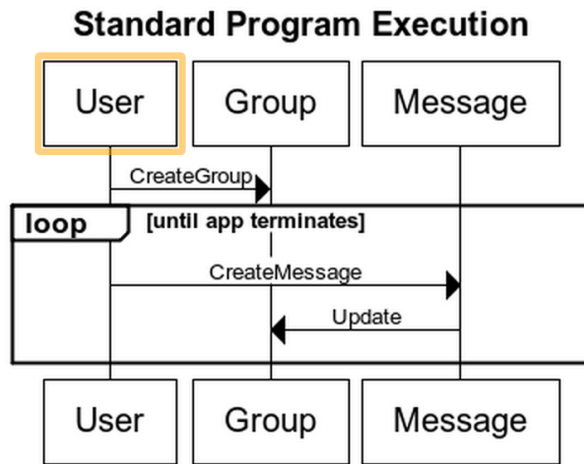 Standard Program Execution
User Group Message
CreateGroup
loop [until app terminates]
CreateMessage
Update
User Group Message